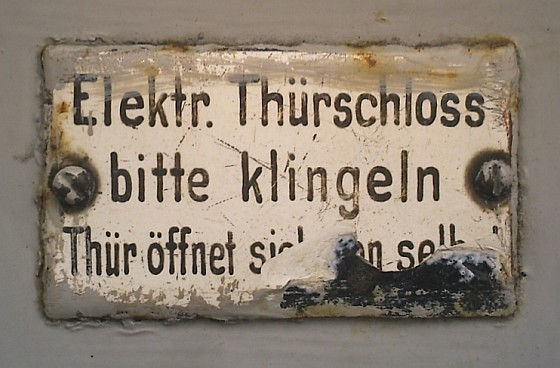 Elektr. Thürschloss
bitte klingeln
Thür öffnet